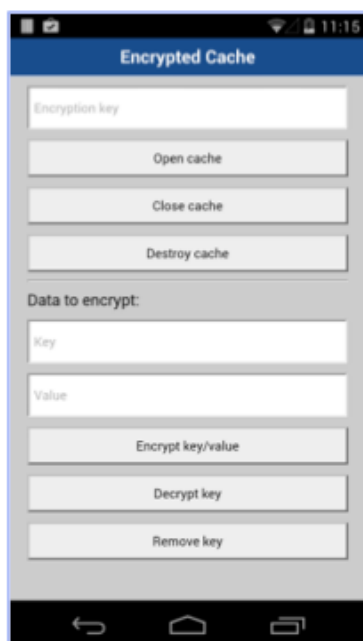 11:15
Encrypted Cache
Encryption key
Open cache
Close cache
Destroy cache
Data to encrypt:
Key
Value
Encrypt key/value
Decrypt key
Remove key